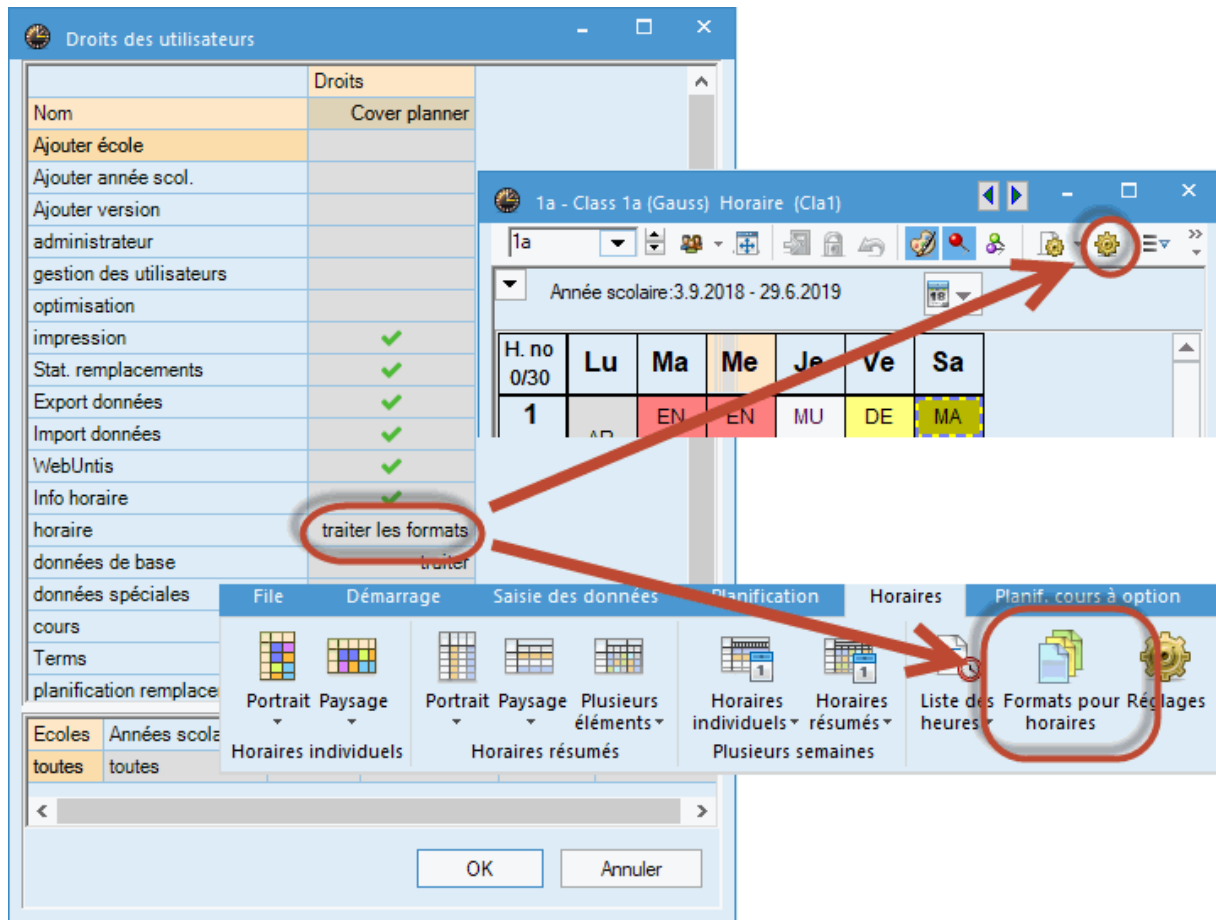 Droits des utilisateurs
Droits
Nom Cover planner
Ajouter école
Ajouter année scol.
Ajouter version
administrateur
gestion des utilisateurs
optimisation
impression
Stat. remplacements
Export données
Import données
WebUntis
Info horaire
horaire traiter les formats
données de base traiter
données spéciales
cours
Terms
planification remplace
Ecoles Années scola
toutes toutes
OK Annuler
1a - Class 1a (Gauss) Horaire (Cla1)
1a
Année scolaire:3.9.2018 - 29.6.2019
18
H. no
0/30 Lu Ma Me Je Ve Sa
1 EN EN MU DE MA
File Démarrage Saisie des données Planification Horaires Planif. cours à option
Portrait Paysage Portrait Paysage Plusieurs Horaires Horaires Liste des Formats pour Réglages
éléments individuels résumés heures horaires
Horaires individuels Horaires résumés Plusieurs semaines